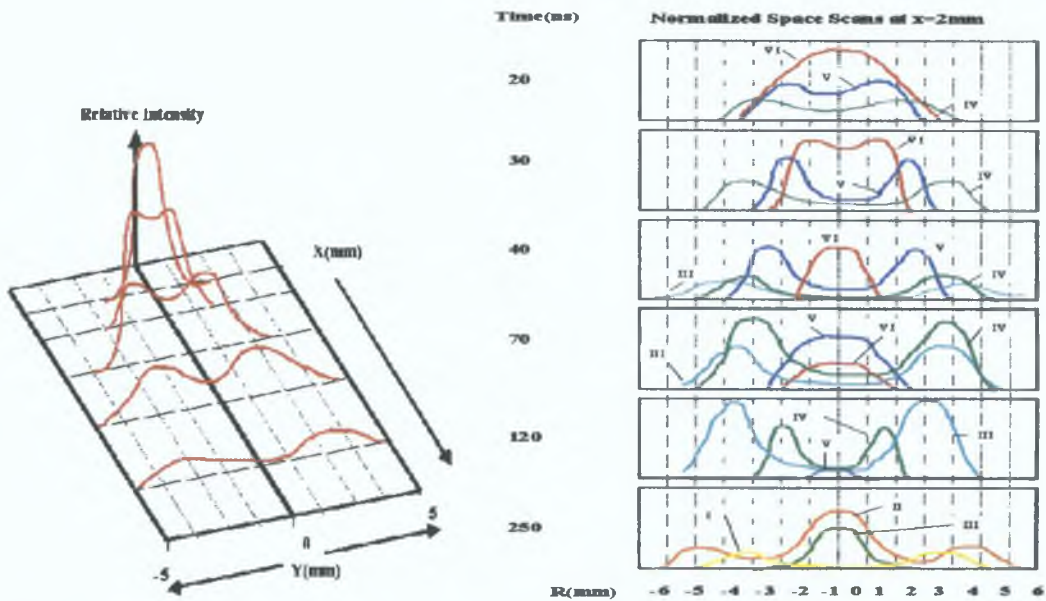 Time(ns)
Normalized Space Scans at x=2mm
Relative intensity
X(mm)
-5
0
5
Y(mm)
20
VI
V
IV
30
VI
V
IV
40
III
VI
V
IV
70
III
V
VI
IV
120
IV
V
III
250
I
II
III
R(mm)
-6 -4 -3 -2 -1 0 1 2 3 4 5 6